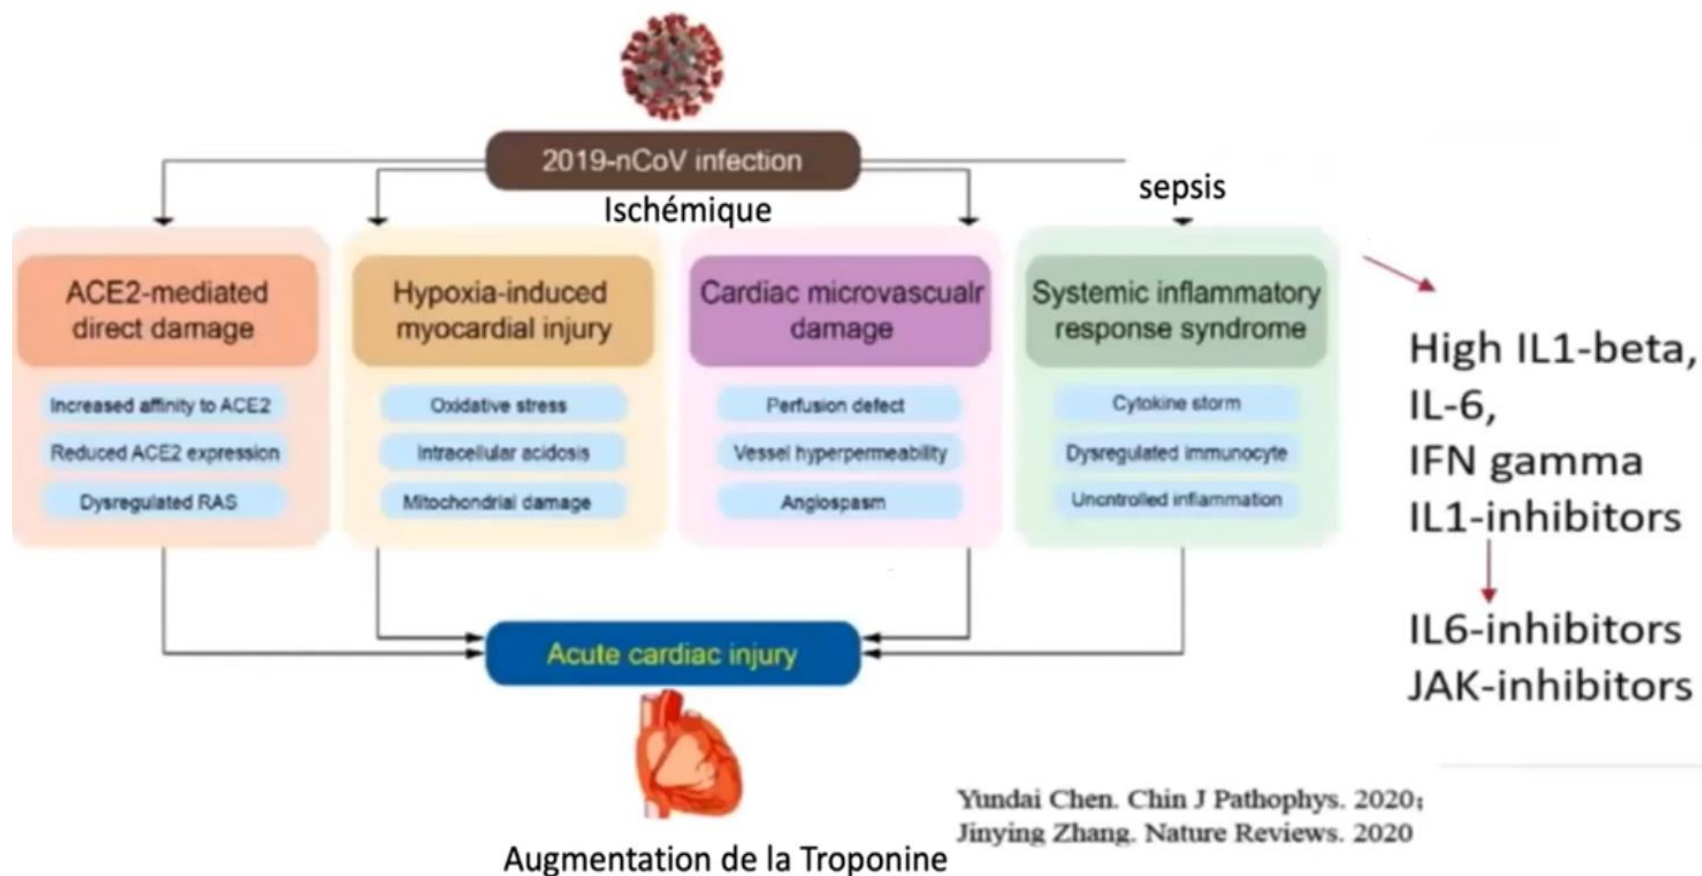 2019-nCoV infection
Ischémique
sepsis
ACE2-mediated
direct damage
Increased affinity to ACE2
Reduced ACE2 expression
Dysregulated RAS
Hypoxia-induced
myocardial injury
Oxidative stress
Intracellular acidosis
Mitochondrial damage
Cardiac microvascualr
damage
Perfusion defect
Vessel hyperpermeability
Angiospasm
Systemic inflammatory
response syndrome
Cytokine storm
Dysregulated immunocyte
Uncntrolled inflammation
High IL1-beta,
IL-6,
IFN gamma
IL1-inhibitors
IL6-inhibitors
JAK-inhibitors
Acute cardiac injury
Augmentation de la Troponine
Yundai Chen. Chin J Pathophys. 2020;
Jinying Zhang. Nature Reviews. 2020